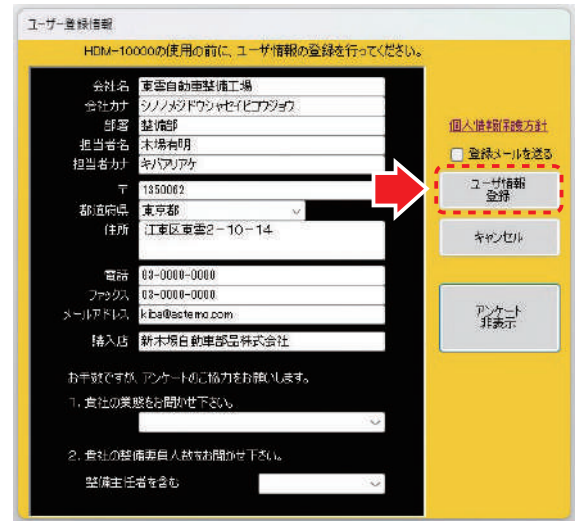 ユーザー登録情報
HDM-10000の使用の前に、ユーザ情報の登録を行ってください。
会社名 東雲自動車整備工場
会社カナ シノノメジドウシャセイビコウジョウ
部署 整備部
担当者名 木場有明
担当者カナ キバアリアケ
〒 1350062
都道府県 東京都
住所 江東区東雲2-10-14
電話 03-0000-0000
ファックス 03-0000-0000
メールアドレス kiba@astemo.com
購入店 新木場自動車部品株式会社
お手数ですが、アンケートのご協力をお願いします。
1. 貴社の業態をお聞かせ下さい。
2. 貴社の整備要員人数をお聞かせ下さい。
整備主任者を含む
個人情報保護方針
登録メールを送る
ユーザ情報
登録
キャンセル
アンケート
非表示